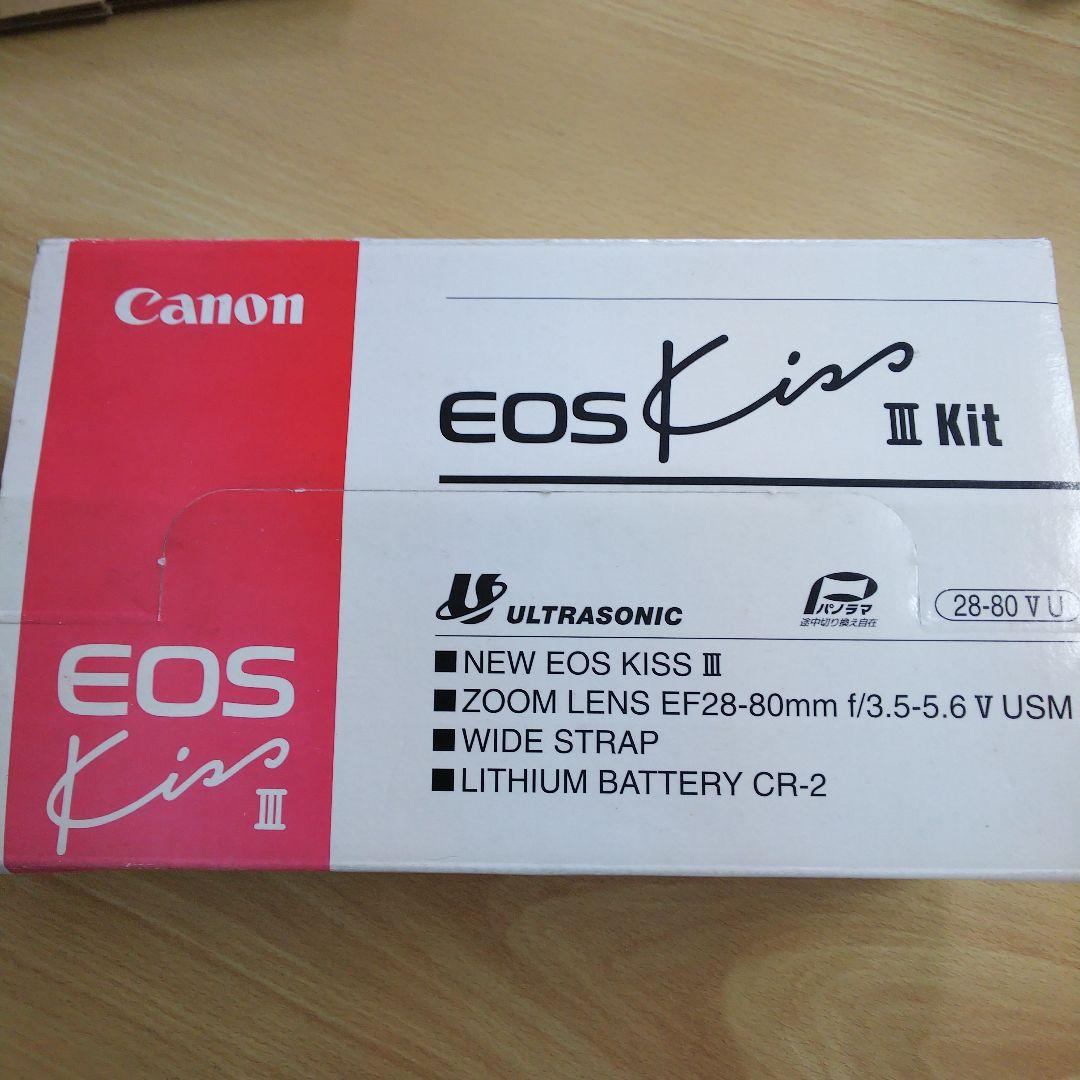 Canon
EOS Kiss III Kit
ULTRASONIC
パノラマ
途中切り換え自在
28-80 V U
■NEW EOS KISS III
■ZOOM LENS EF28-80mm f/3.5-5.6 V USM
■WIDE STRAP
■LITHIUM BATTERY CR-2
EOS
Kiss
III